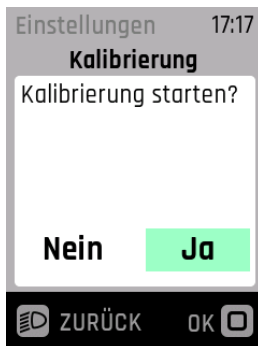 Einstellungen 17:17
Kalibrierung
Kalibrierung starten?
Nein Ja
ZURÜCK OK